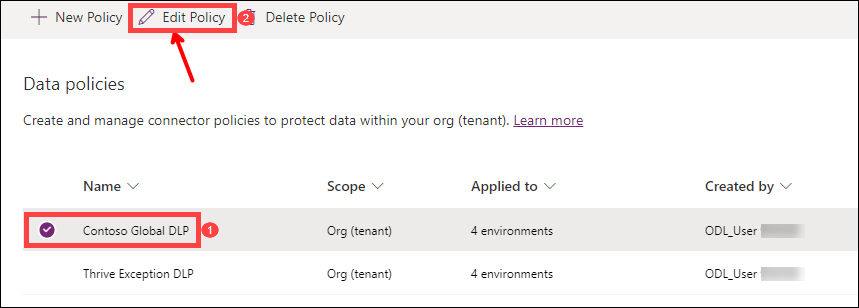 New Policy Edit Policy 2 Delete Policy
Data policies
Create and manage connector policies to protect data within your org (tenant). Learn more
Name Scope Applied to Created by
Contoso Global DLP 1 Org (tenant) 4 environments ODL_User
Thrive Exception DLP Org (tenant) 4 environments ODL_User